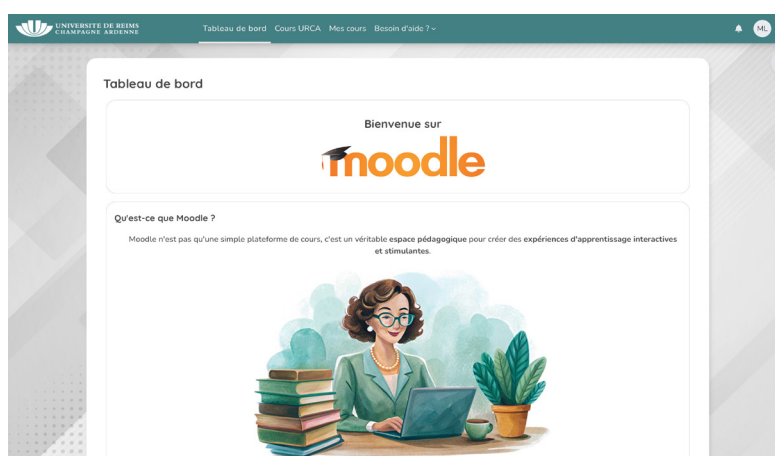 UNIVERSITE DE REIMS
CHAMPAGNE ARDENNE
Tableau de bord Cours URCA Mes cours Besoin d'aide ?
ML
Tableau de bord
Bienvenue sur
moodle
Qu'est-ce que Moodle ?
Moodle n'est pas qu'une simple plateforme de cours, c'est un véritable espace pédagogique pour créer des expériences d'apprentissage interactives
et stimulantes.